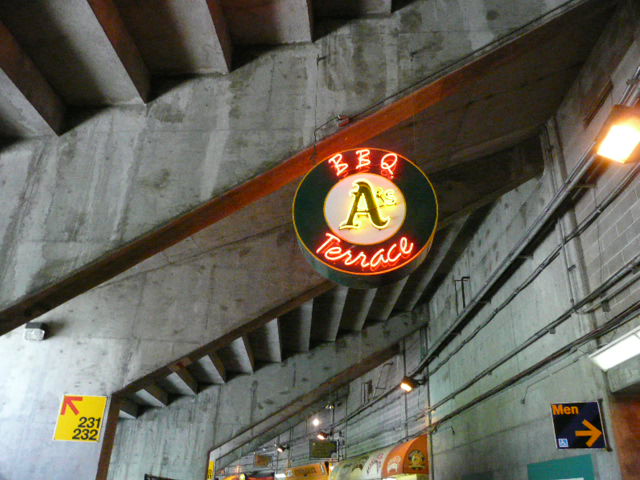 BBQ
A's
Terrace
231
232
Men